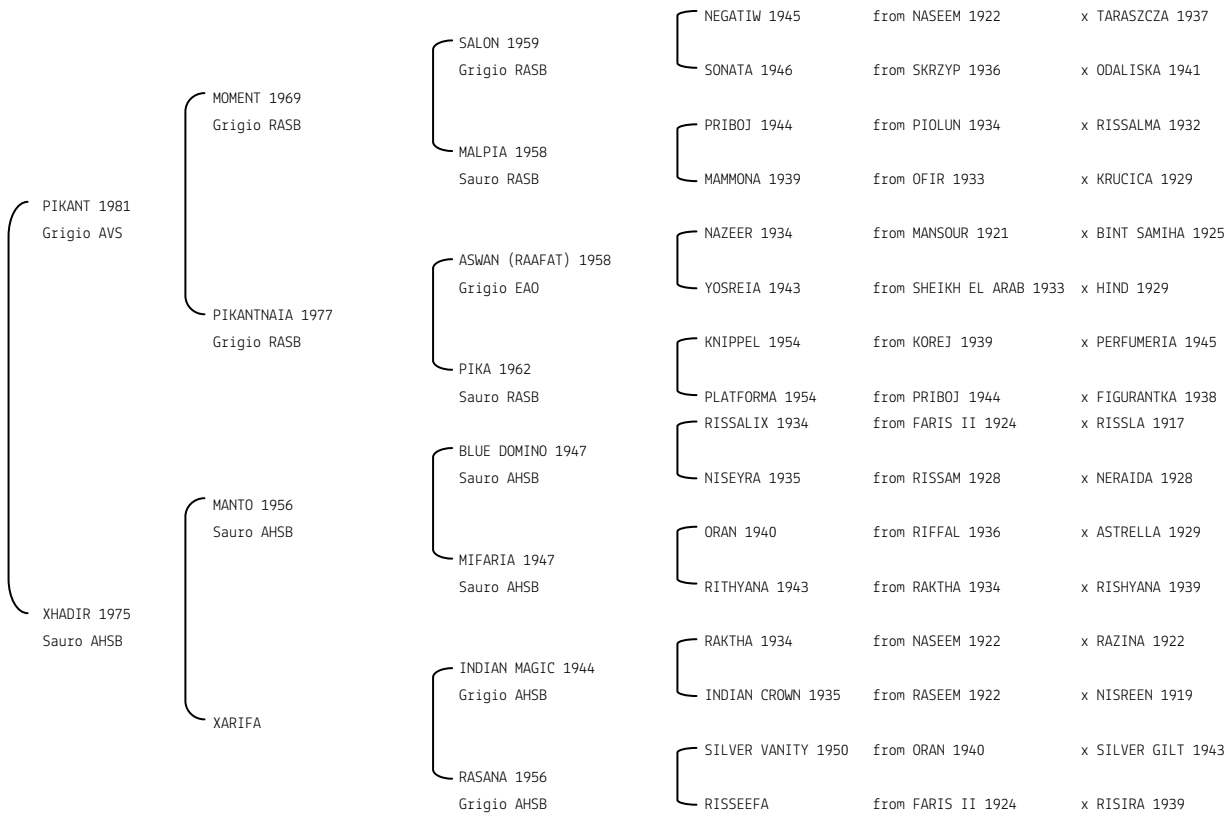 NEGATIW 1945 from NASEEM 1922 x TARASZCZA 1937
SALON 1959
Grigio RASB
SONATA 1946 from SKRZYP 1936 x ODALISKA 1941
MOMENT 1969
Grigio RASB
PRIBOJ 1944 from PIOLUN 1934 x RISSALMA 1932
MALPIA 1958
Sauro RASB
MAMMONA 1939 from OFIR 1933 x KRUCICA 1929
PIKANT 1981
Grigio AVS
NAZEER 1934 from MANSOUR 1921 x BINT SAMIHA 1925
ASWAN (RAAFAT) 1958
Grigio EAO
YOSREIA 1943 from SHEIKH EL ARAB 1933 x HIND 1929
PIKANTNAIA 1977
Grigio RASB
KNIPPEL 1954 from KOREJ 1939 x PERFUMERIA 1945
PIKA 1962
Sauro RASB
PLATFORMA 1954 from PRIBOJ 1944 x FIGURANTKA 1938
RISSALIX 1934 from FARIS II 1924 x RISSLA 1917
BLUE DOMINO 1947
Sauro AHSB
NISEYRA 1935 from RISSAM 1928 x NERAIDA 1928
MANTO 1956
Sauro AHSB
ORAN 1940 from RIFFAL 1936 x ASTRELLA 1929
MIFARIA 1947
Sauro AHSB
RITHYANA 1943 from RAKTHA 1934 x RISHYANA 1939
XHADIR 1975
Sauro AHSB
RAKTHA 1934 from NASEEM 1922 x RAZINA 1922
INDIAN MAGIC 1944
Grigio AHSB
INDIAN CROWN 1935 from RASEEM 1922 x NISREEN 1919
XARIFA
SILVER VANITY 1950 from ORAN 1940 x SILVER GILT 1943
RASANA 1956
Grigio AHSB
RISSEEFA from FARIS II 1924 x RISIRA 1939